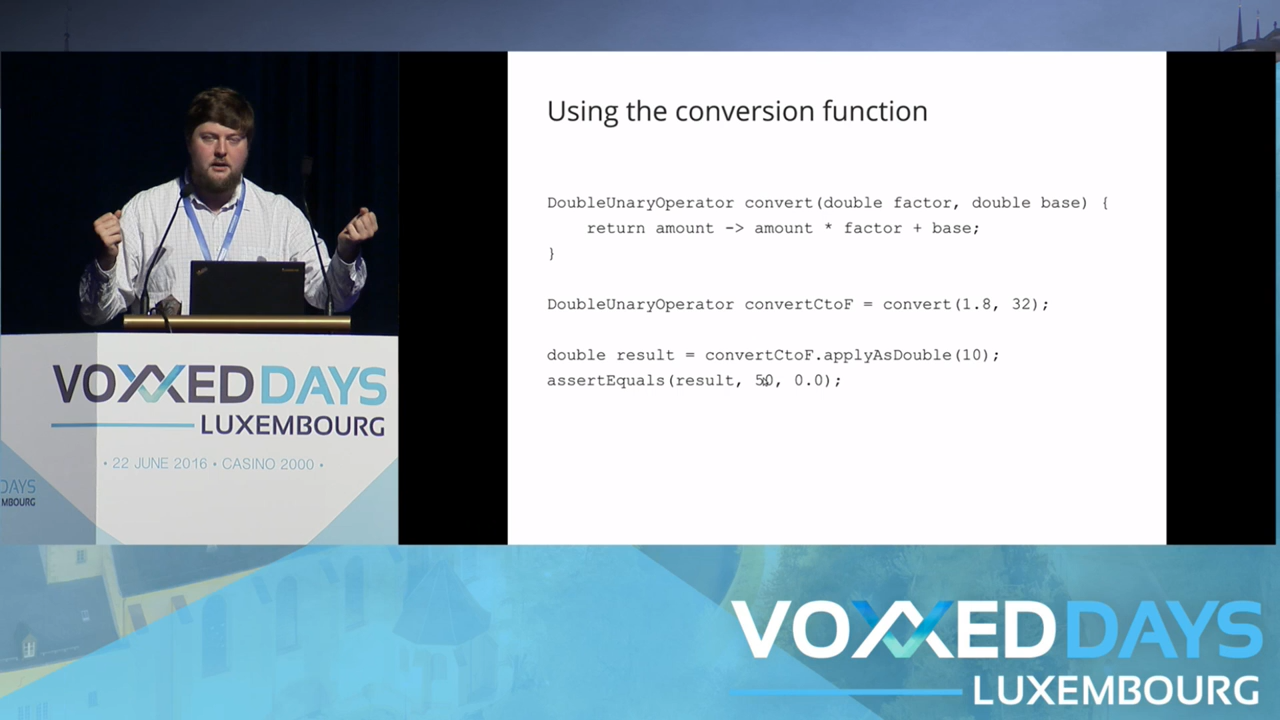 Using the conversion function
DoubleUnaryOperator convert(double factor, double base) {
return amount -> amount * factor + base;
}
DoubleUnaryOperator convertCtoF = convert(1.8, 32);
double result = convertCtoF.applyAsDouble(10);
assertEquals(result, 50, 0.0);
VOXXED DAYS
LUXEMBOURG
• 22 JUNE 2016 • CASINO 2000 •
DAYS
MBOURG
VOXXED DAYS
LUXEMBOURG